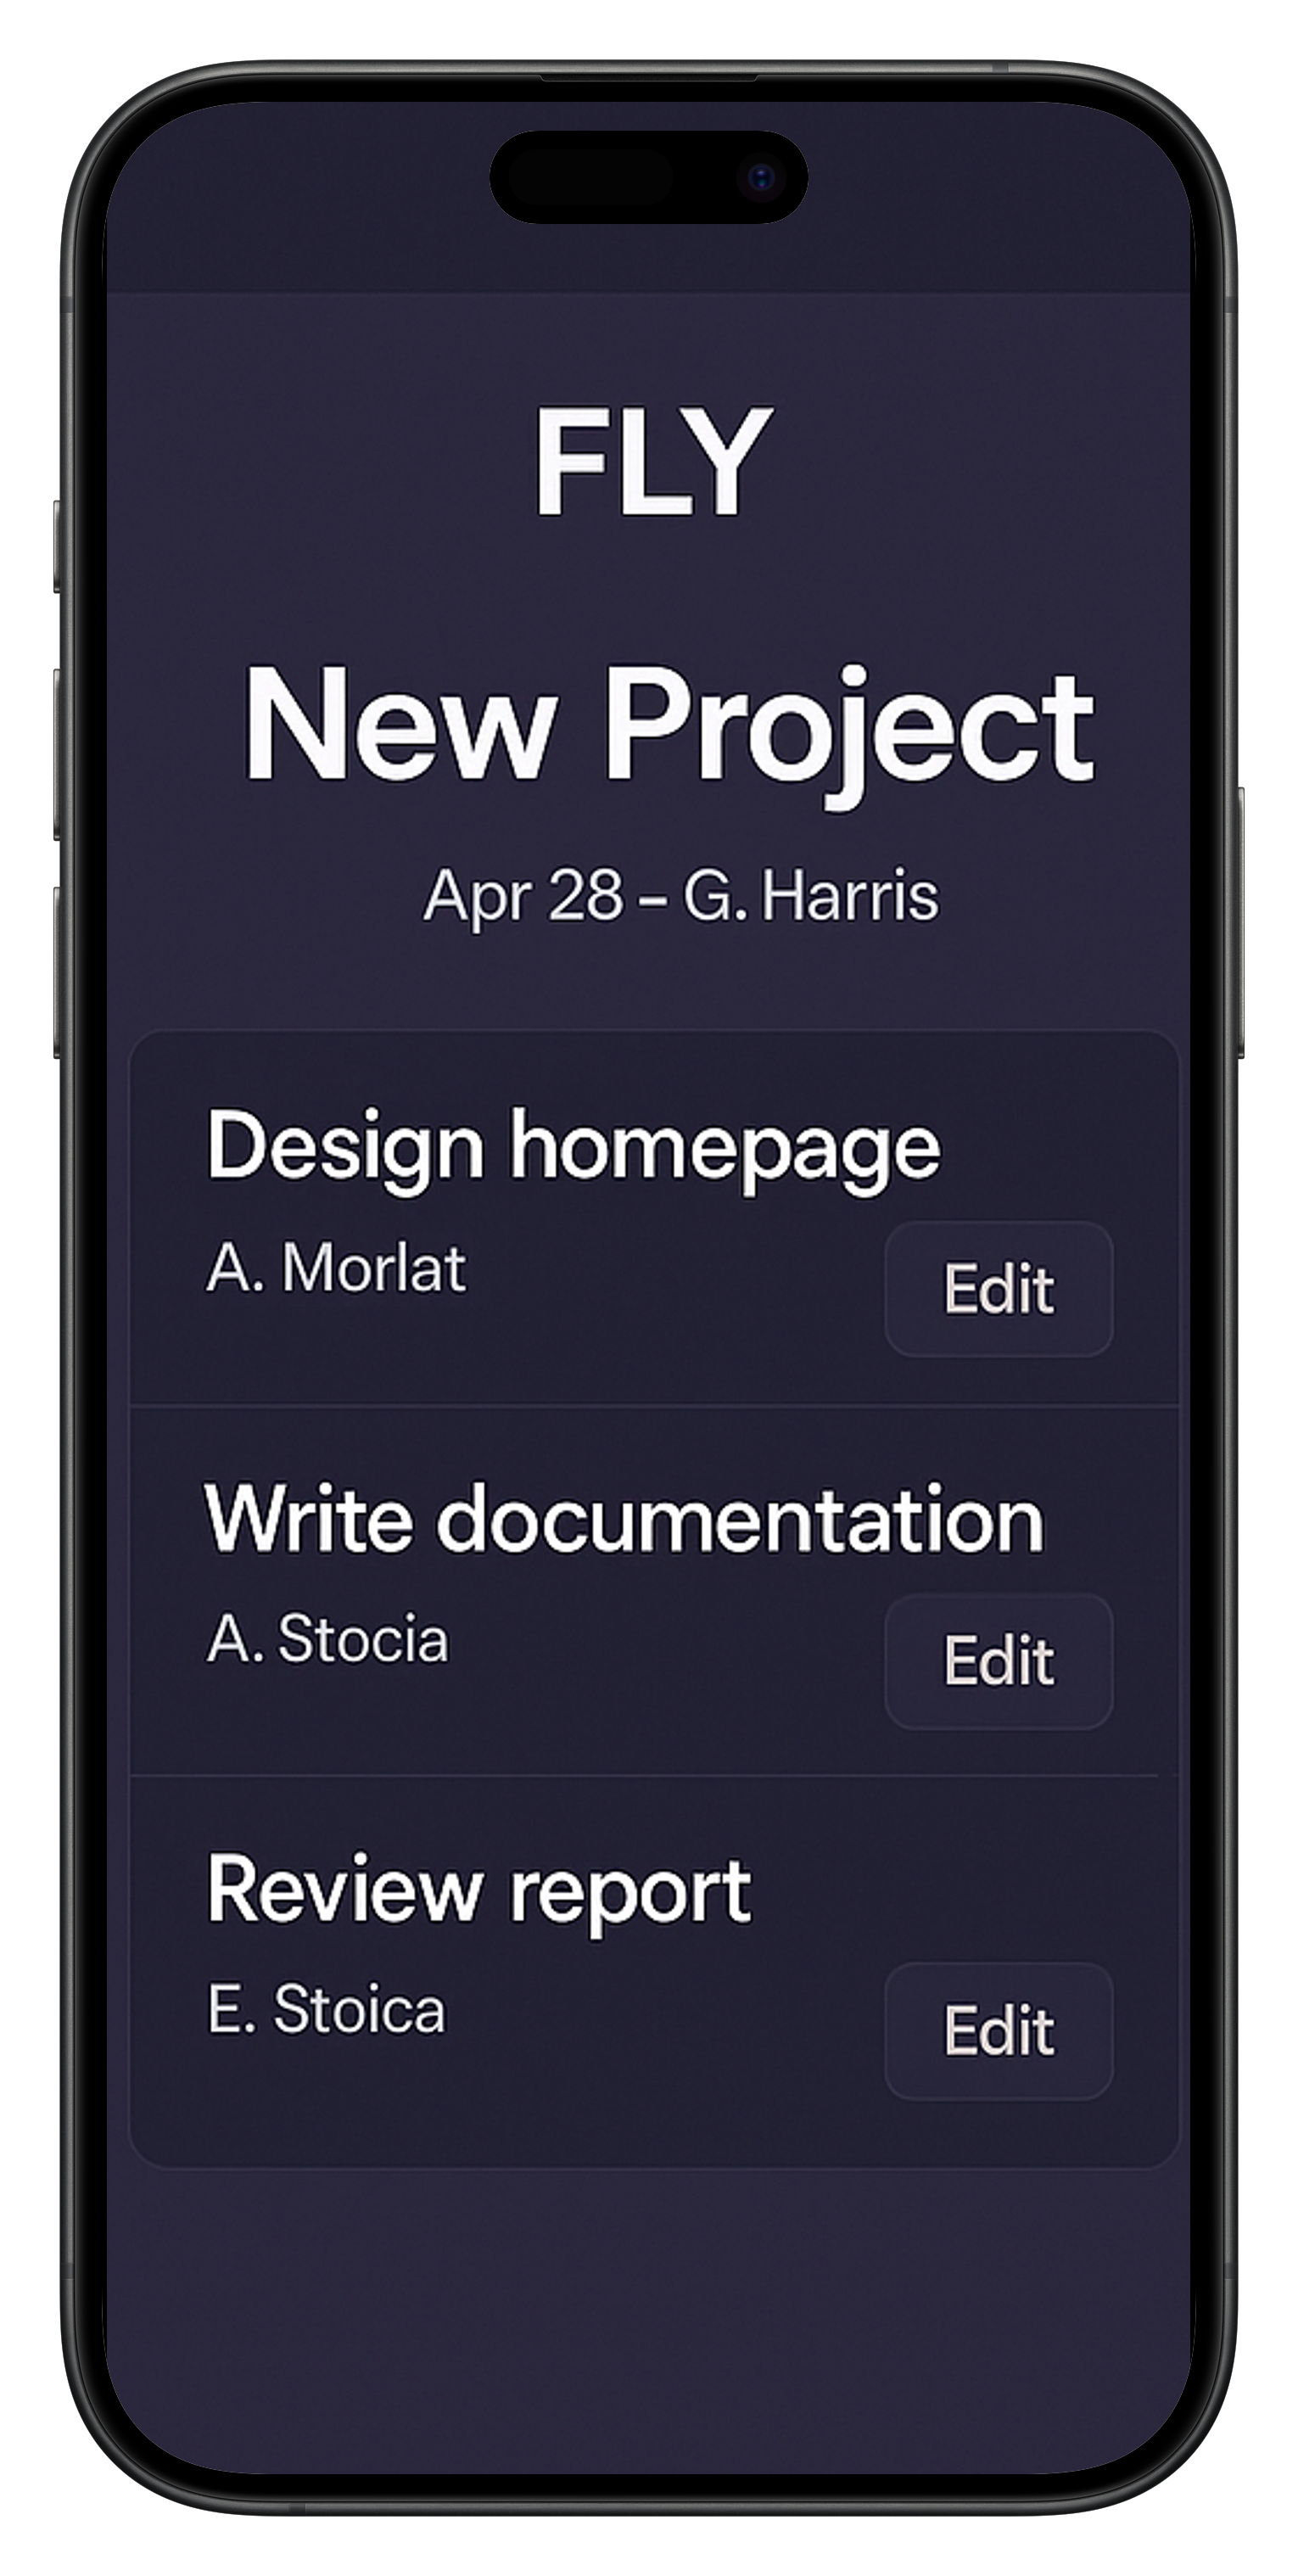 FLY
New Project
Apr 28 – G. Harris
Design homepage
A. Morlat
Edit
Write documentation
A. Stocia
Edit
Review report
E. Stoica
Edit